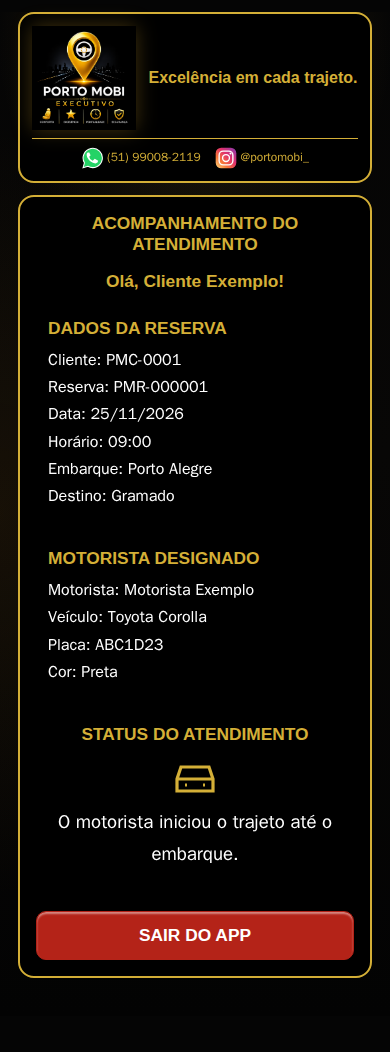 PORTO MOBI
EXECUTIVO
Excelência em cada trajeto.
(51) 99008-2119 @portomobi_
ACOMPANHAMENTO DO
ATENDIMENTO
Olá, Cliente Exemplo!
DADOS DA RESERVA
Cliente: PMC-0001
Reserva: PMR-000001
Data: 25/11/2026
Horário: 09:00
Embarque: Porto Alegre
Destino: Gramado
MOTORISTA DESIGNADO
Motorista: Motorista Exemplo
Veículo: Toyota Corolla
Placa: ABC1D23
Cor: Preta
STATUS DO ATENDIMENTO
O motorista iniciou o trajeto até o
embarque.
SAIR DO APP